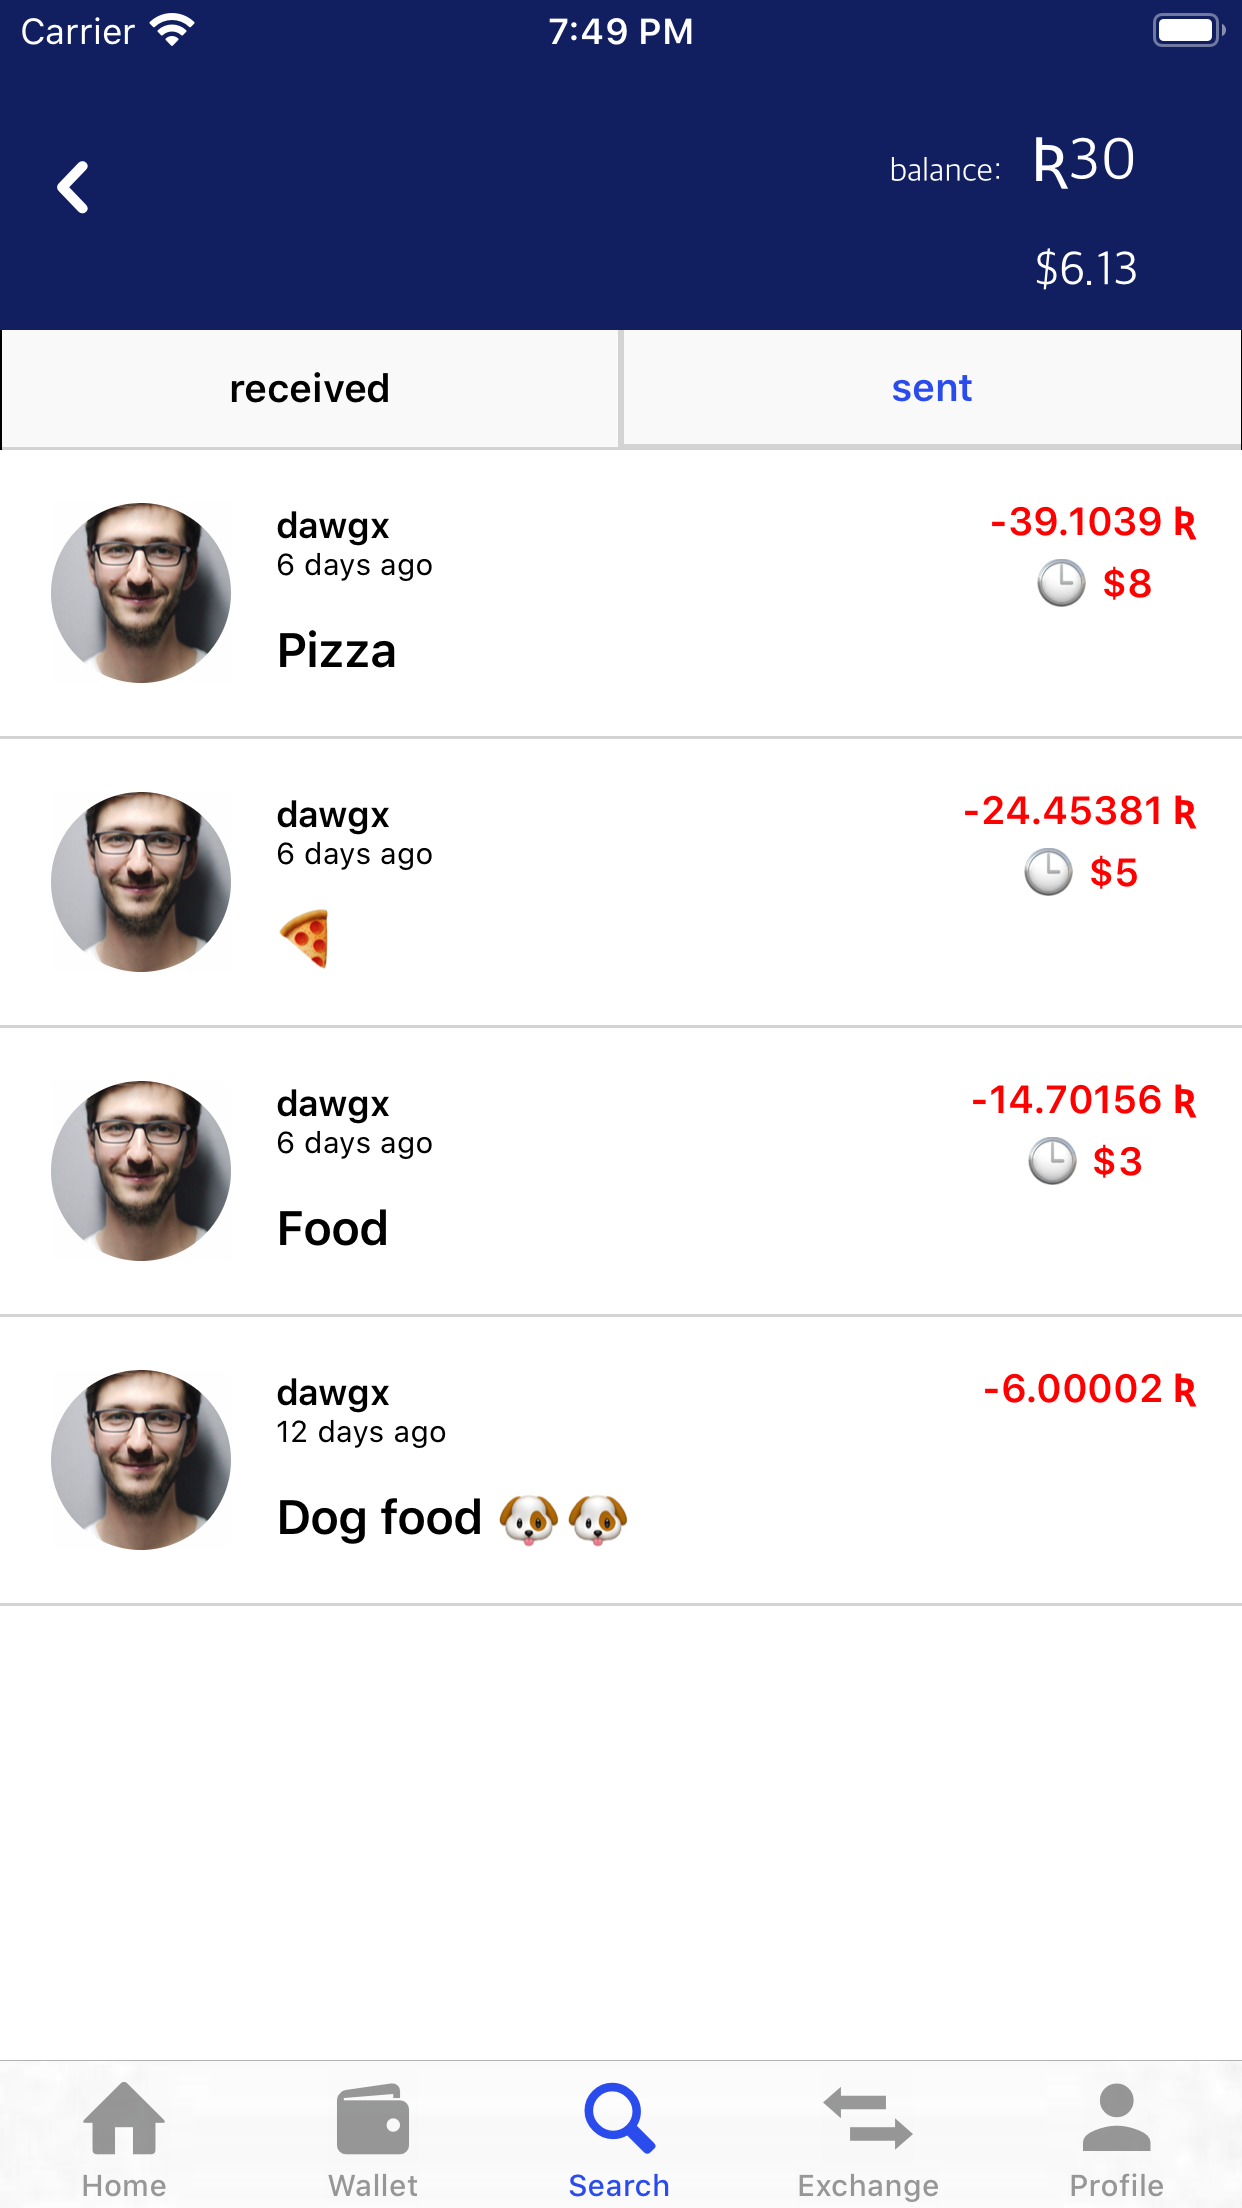 Carrier 7:49 PM
balance: Ʀ30
$6.13
received sent
dawgx
-39.1039 Ʀ
6 days ago
🕒 $8
Pizza
dawgx
-24.45381 Ʀ
6 days ago
🕒 $5
🍕
dawgx
-14.70156 Ʀ
6 days ago
🕒 $3
Food
dawgx
-6.00002 Ʀ
12 days ago
Dog food 🐶🐶
Home Wallet Search Exchange Profile